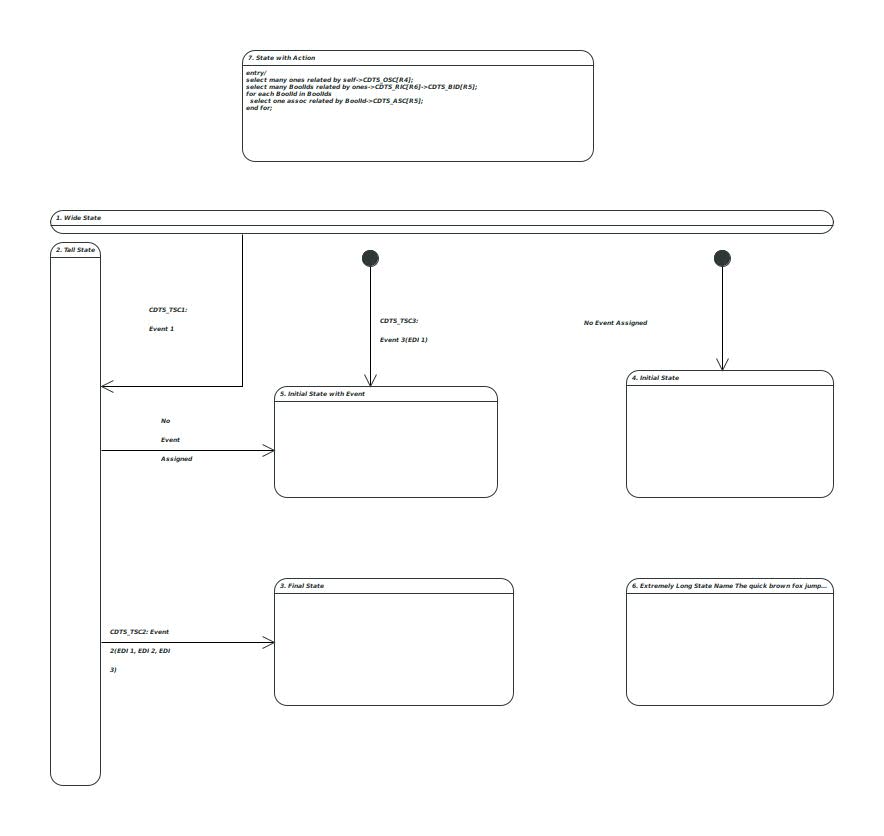 7. State with Action
entry/
select many ones related by self->CDTS_OSC[R4];
select many BoolIds related by ones->CDTS_RIC[R6]->CDTS_BID[R5];
for each BoolId in BoolIds
select one assoc related by BoolId->CDTS_ASC[R5];
end for;
1. Wide State
2. Tall State
CDTS_TSC1:
Event 1
CDTS_TSC3:
Event 3(EDI 1)
No Event Assigned
4. Initial State
5. Initial State with Event
No
Event
Assigned
3. Final State
6. Extremely Long State Name The quick brown fox jump...
CDTS_TSC2: Event
2(EDI 1, EDI 2, EDI
3)